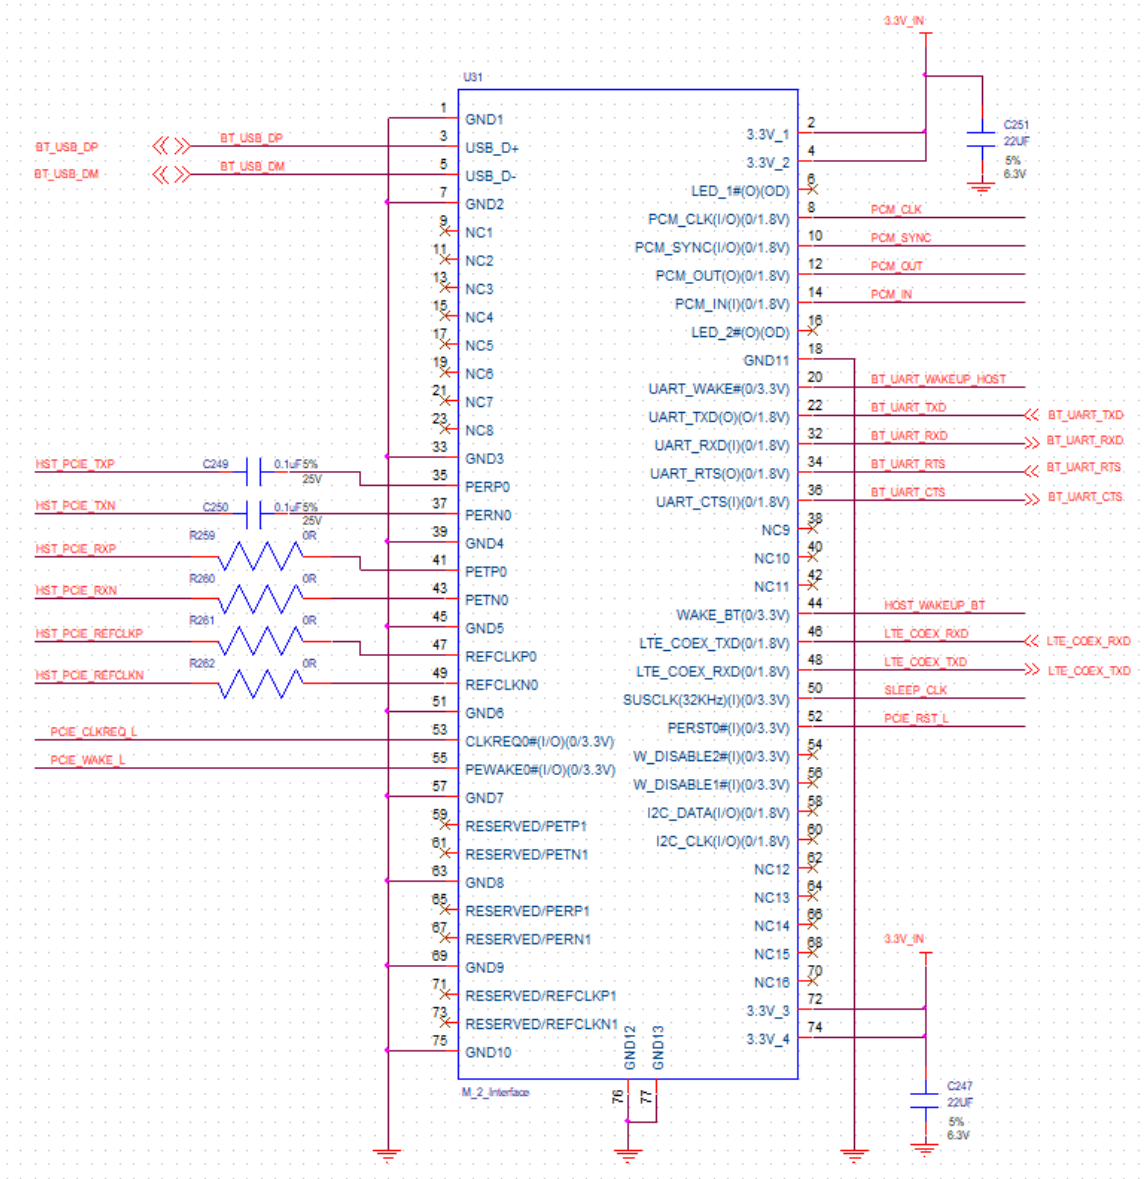 3.3V_IN
U31
1 GND1
BT_USB_DP BT_USB_DP 3 USB_D+
BT_USB_DM BT_USB_DM 5 USB_D-
7 GND2
9 NC1
11 NC2
13 NC3
15 NC4
17 NC5
19 NC6
21 NC7
23 NC8
33 GND3
HST_PCIE_TXP C249 0.1uF5% 35 PERP0
25V
HST_PCIE_TXN C250 0.1uF5% 37 PERN0
25V
39 GND4
HST_PCIE_RXP R259 0R 41 PETP0
HST_PCIE_RXN R260 0R 43 PETN0
45 GND5
HST_PCIE_REFCLKP R261 0R 47 REFCLKP0
HST_PCIE_REFCLKN R262 0R 49 REFCLKN0
51 GND6
PCIE_CLKREQ_L 53 CLKREQ0#(I/O)(0/3.3V)
PCIE_WAKE_L 55 PEWAKE0#(I/O)(0/3.3V)
57 GND7
59 RESERVED/PETP1
61 RESERVED/PETN1
63 GND8
65 RESERVED/PERP1
67 RESERVED/PERN1
69 GND9
71 RESERVED/REFCLKP1
73 RESERVED/REFCLKN1
75 GND10
3.3V_1 2
3.3V_2 4
C251
22UF
5%
6.3V
LED_1#(O)(OD) 6
PCM_CLK(I/O)(0/1.8V) 8 PCM_CLK
PCM_SYNC(I/O)(0/1.8V) 10 PCM_SYNC
PCM_OUT(O)(0/1.8V) 12 PCM_OUT
PCM_IN(I)(0/1.8V) 14 PCM_IN
LED_2#(O)(OD) 16
GND11 18
UART_WAKE#(0/3.3V) 20 BT_UART_WAKEUP_HOST
UART_TXD(O)(O/1.8V) 22 BT_UART_TXD BT_UART_TXD
UART_RXD(I)(0/1.8V) 32 BT_UART_RXD BT_UART_RXD
UART_RTS(O)(0/1.8V) 34 BT_UART_RTS BT_UART_RTS
UART_CTS(I)(0/1.8V) 36 BT_UART_CTS BT_UART_CTS
NC9 38
NC10 40
NC11 42
WAKE_BT(0/3.3V) 44 HOST_WAKEUP_BT
LTE_COEX_TXD(0/1.8V) 46 LTE_COEX_RXD LTE_COEX_RXD
LTE_COEX_RXD(0/1.8V) 48 LTE_COEX_TXD LTE_COEX_TXD
SUSCLK(32KHz)(I)(0/3.3V) 50 SLEEP_CLK
PERST0#(I)(0/3.3V) 52 PCIE_RST_L
W_DISABLE2#(I)(0/3.3V) 54
W_DISABLE1#(I)(0/3.3V) 56
I2C_DATA(I/O)(0/1.8V) 58
I2C_CLK(I/O)(0/1.8V) 60
NC12 62
NC13 64
NC14 66
NC15 68
NC16 70
3.3V_IN
3.3V_3 72
3.3V_4 74
GND12 GND13
M_2_Interface
76 77
C247
22UF
5%
6.3V